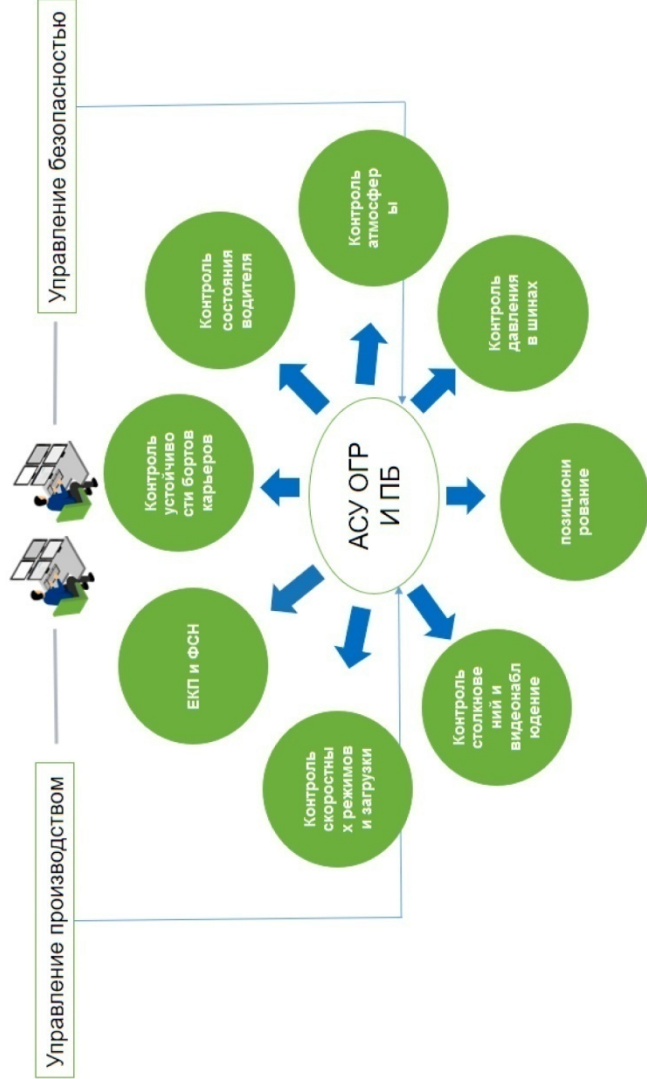 Управление производством
Управление безопасностью
ЕКП и ФСН
Контроль
устойчиво
сти бортов
карьеров
Контроль
состояния
водителя
Контроль
скоростны
х режимов
и загрузки
АСУ ОГР
И ПБ
Контроль
атмосфер
ы
Контроль
столкнове
ний и
видеонабл
юдение
позициони
рование
Контроль
давления
в шинах